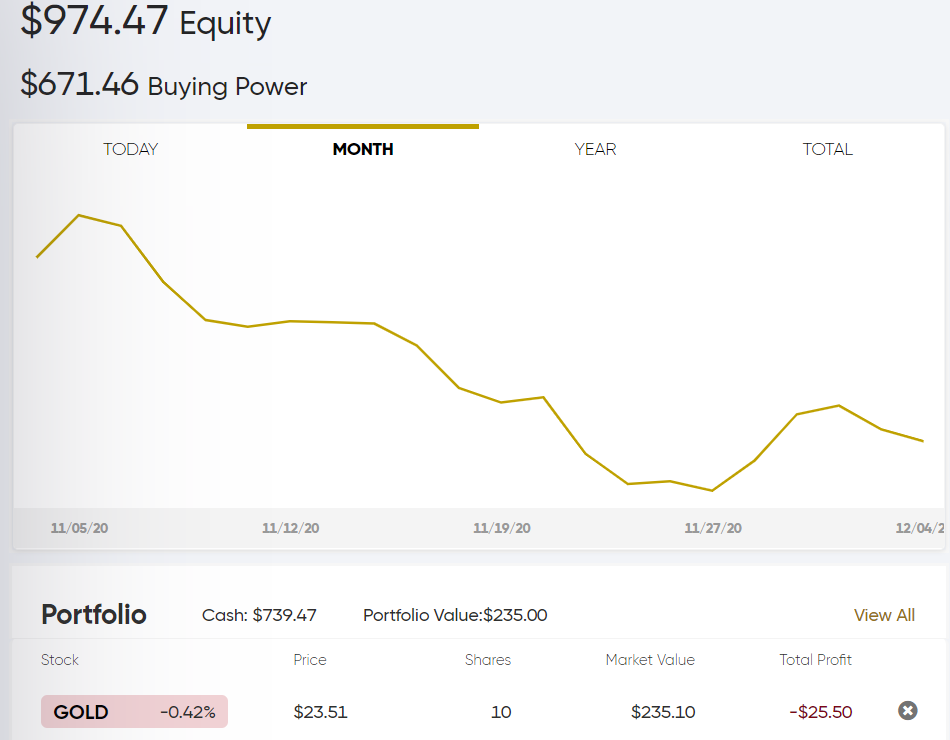 $974.47 Equity
$671.46 Buying Power
TODAY MONTH YEAR TOTAL
11/05/20 11/12/20 11/19/20 11/27/20 12/04/2
Portfolio Cash: $739.47 Portfolio Value:$235.00 View All
Stock Price Shares Market Value Total Profit
GOLD -0.42% $23.51 10 $235.10 -$25.50